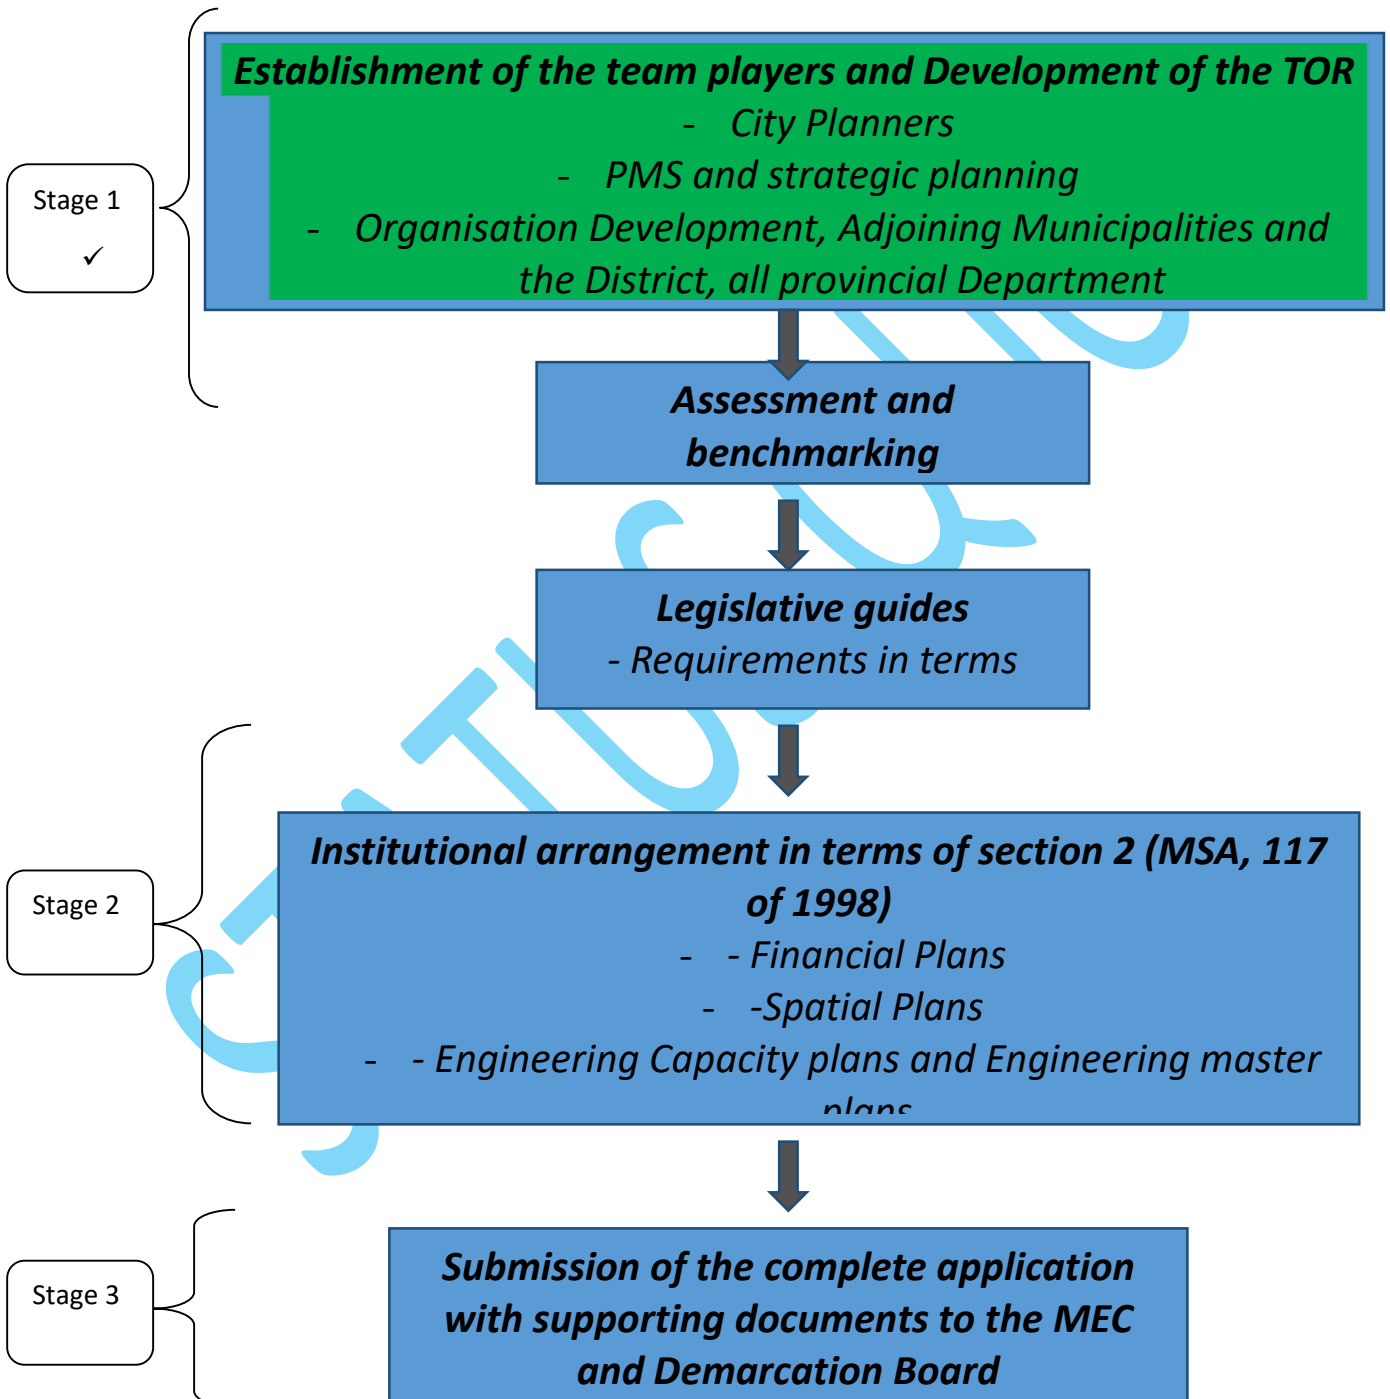 Establishment of the team players and Development of the TOR
- City Planners
- PMS and strategic planning
- Organisation Development, Adjoining Municipalities and
the District, all provincial Department
Stage 1
✓
Assessment and
benchmarking
Legislative guides
- Requirements in terms
Institutional arrangement in terms of section 2 (MSA, 117
of 1998)
- - Financial Plans
- -Spatial Plans
- - Engineering Capacity plans and Engineering master
plans
Stage 2
Submission of the complete application
with supporting documents to the MEC
and Demarcation Board
Stage 3
STATUS QUO